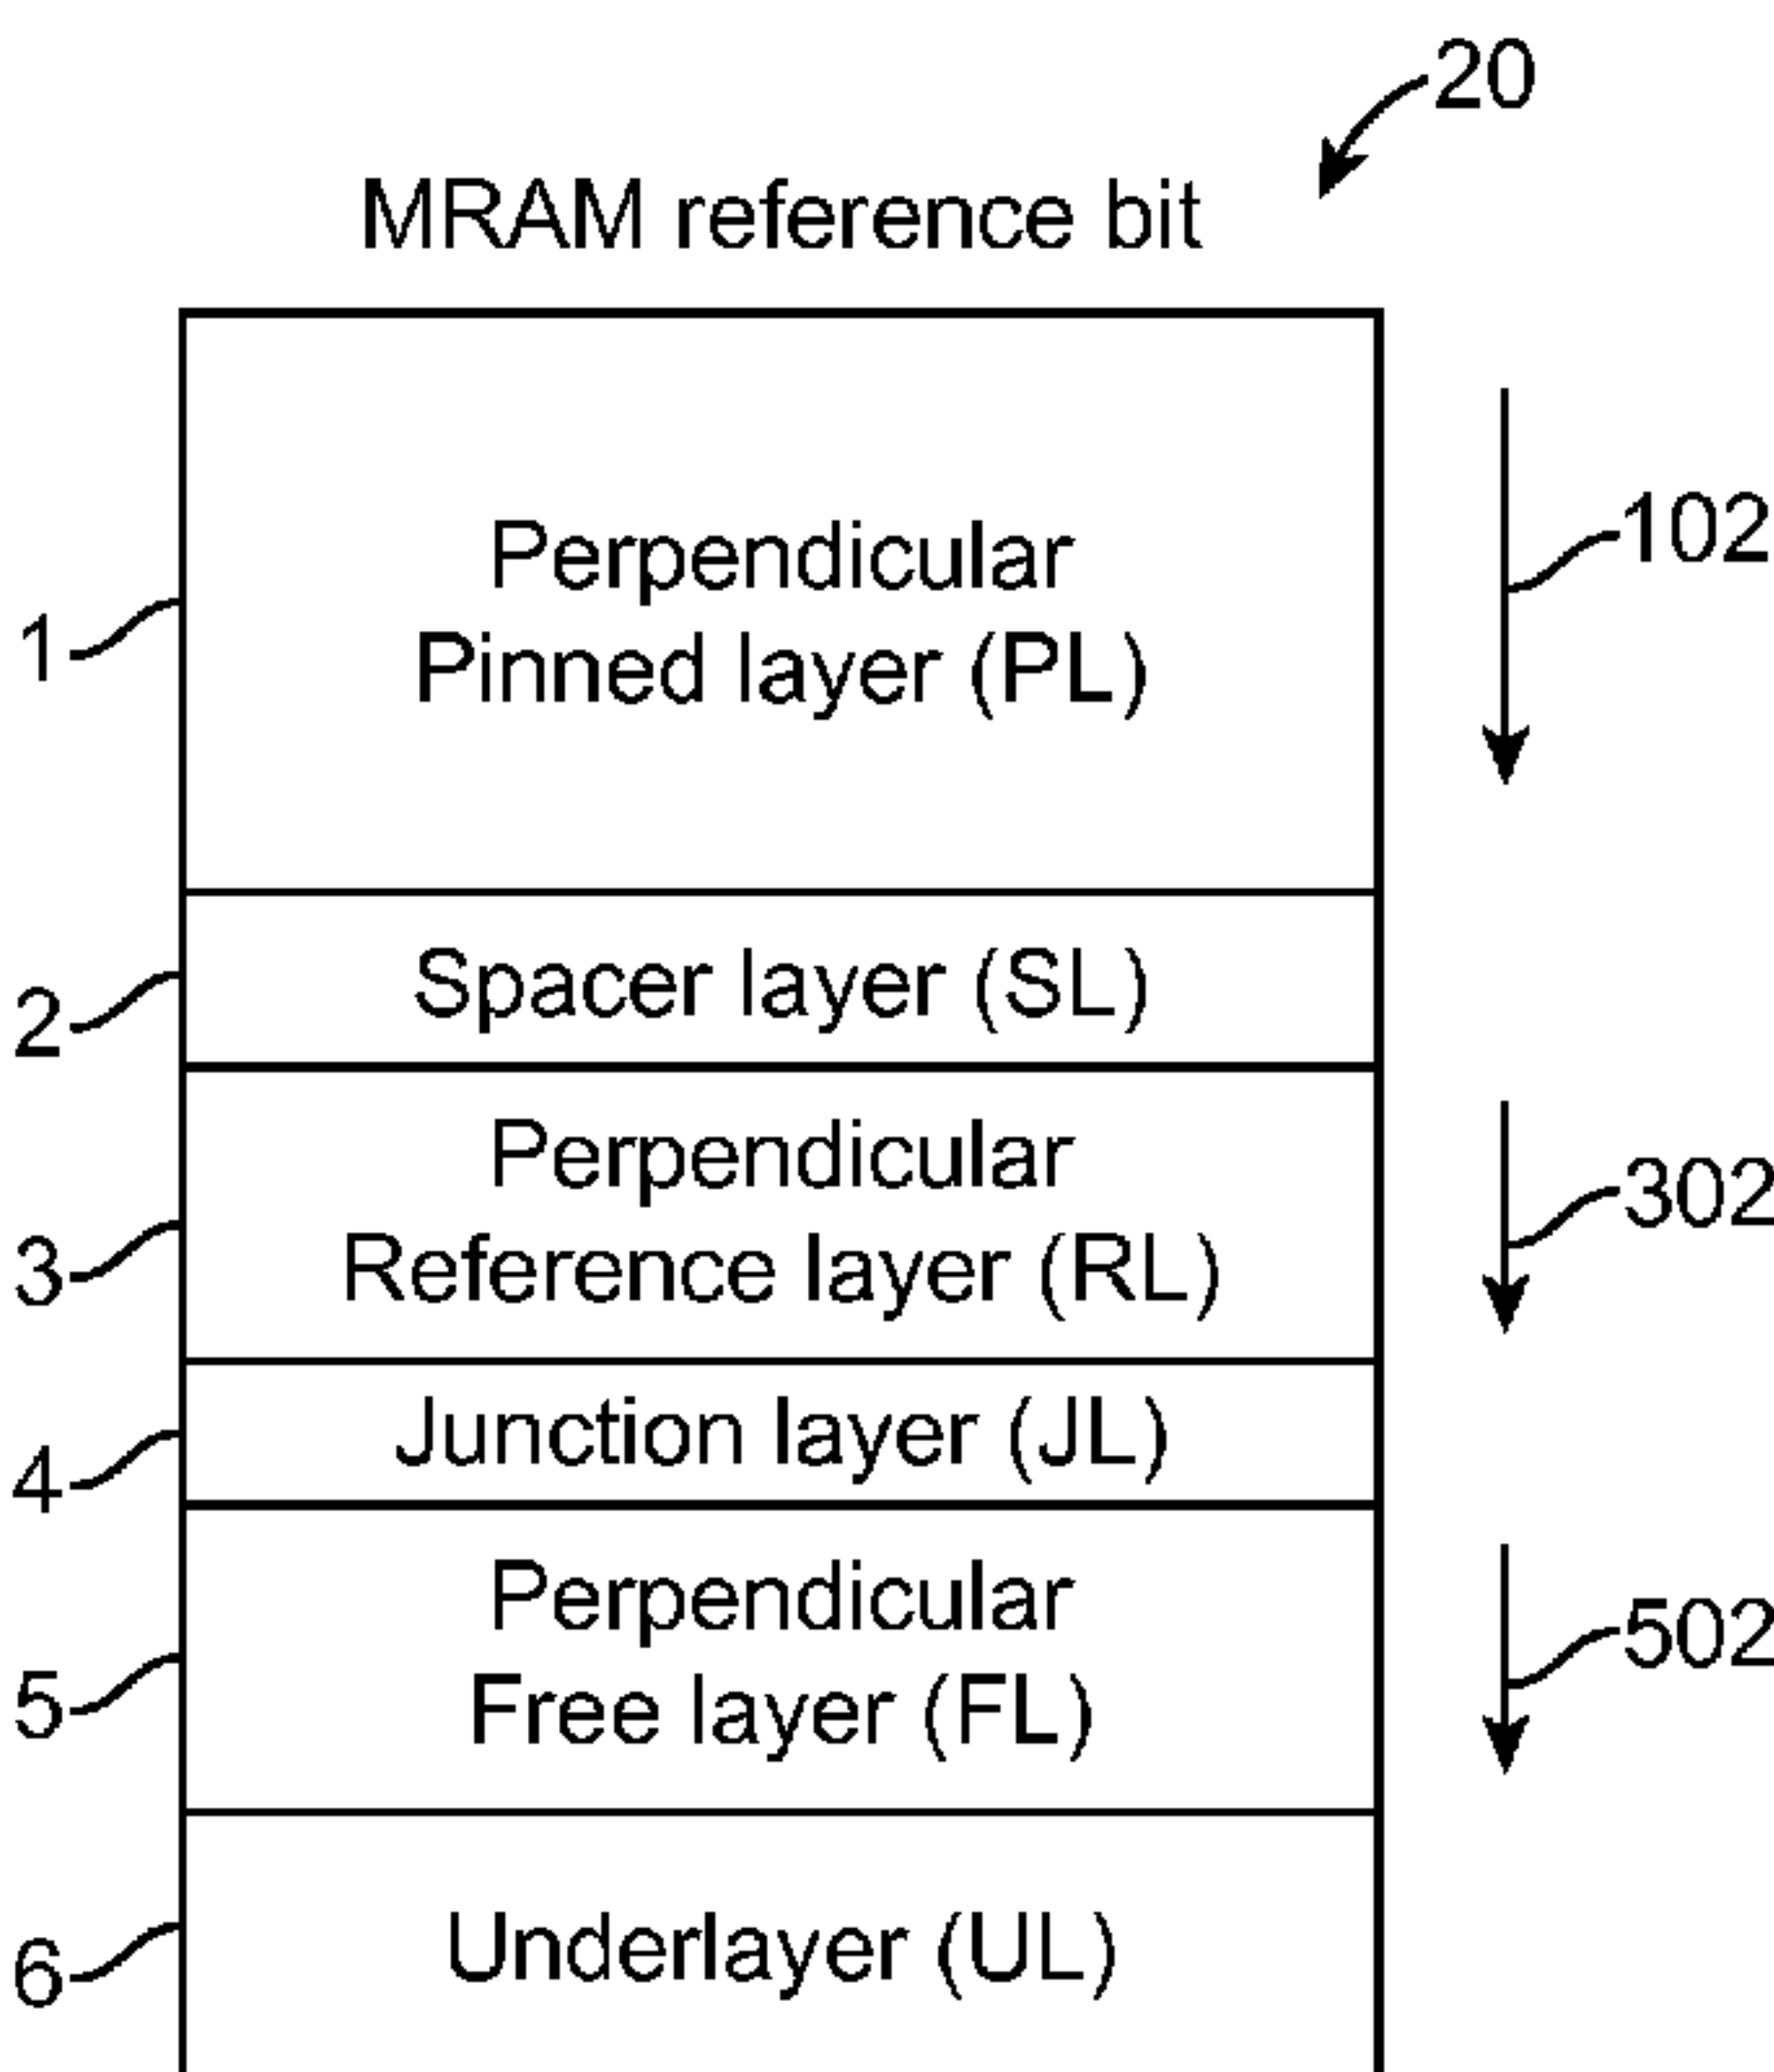 20
MRAM reference bit
102
Perpendicular
1
Pinned layer (PL)
2
Spacer layer (SL)
Perpendicular
302
3
Reference layer (RL)
4
Junction layer (JL)
Perpendicular
502
5
Free layer (FL)
6
Underlayer (UL)